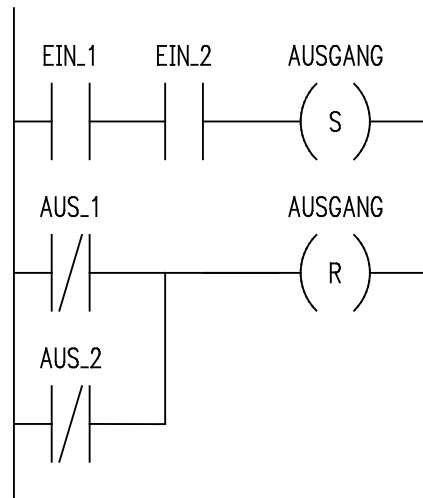 EIN_1 EIN_2 AUSGANG
S
AUS_1 AUSGANG
R
AUS_2